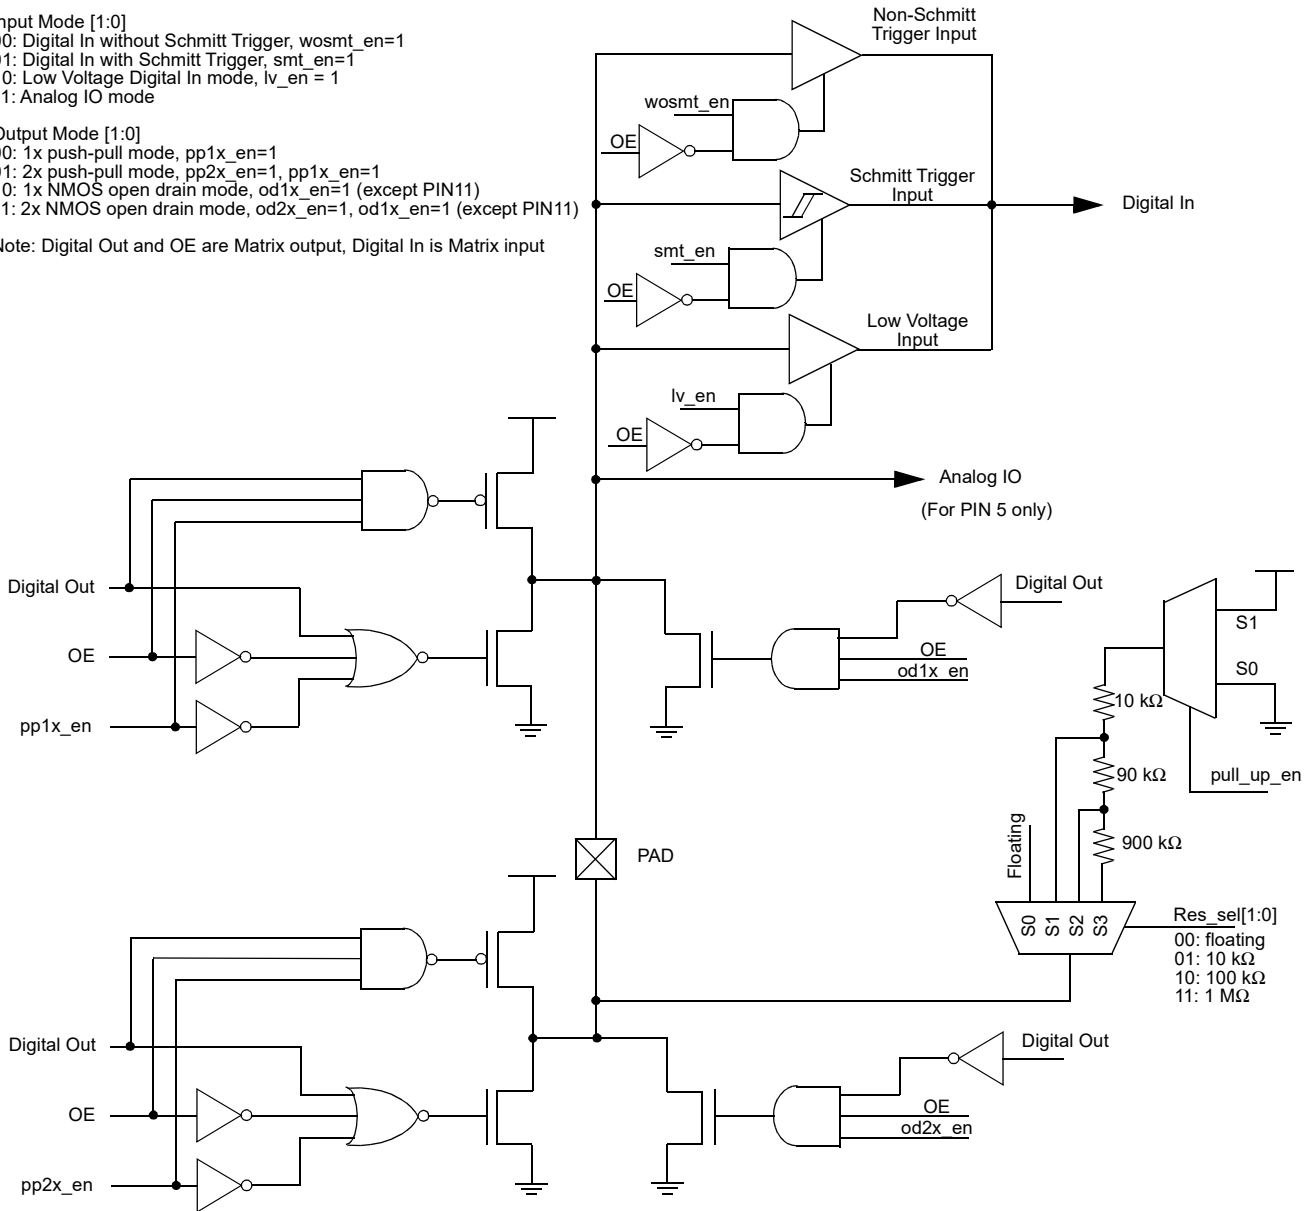 nput Mode [1:0]
00: Digital In without Schmitt Trigger, wosmt_en=1
01: Digital In with Schmitt Trigger, smt_en=1
0: Low Voltage Digital In mode, lv_en = 1
1: Analog IO mode
Output Mode [1:0]
00: 1x push-pull mode, pp1x_en=1
01: 2x push-pull mode, pp2x_en=1, pp1x_en=1
0: 1x NMOS open drain mode, od1x_en=1 (except PIN11)
1: 2x NMOS open drain mode, od2x_en=1, od1x_en=1 (except PIN11)
Note: Digital Out and OE are Matrix output, Digital In is Matrix input
Non-Schmitt
Trigger Input
wosmt_en
OE
Schmitt Trigger
Input
Digital In
smt_en
OE
Low Voltage
Input
lv_en
OE
Analog IO
(For PIN 5 only)
Digital Out
OE
pp1x_en
Digital Out
OE
od1x_en
S1
S0
10 kΩ
90 kΩ
pull_up_en
900 kΩ
Floating
S0
S1
S2
S3
Res_sel[1:0]
00: floating
01: 10 kΩ
10: 100 kΩ
11: 1 MΩ
PAD
Digital Out
OE
pp2x_en
Digital Out
OE
od2x_en